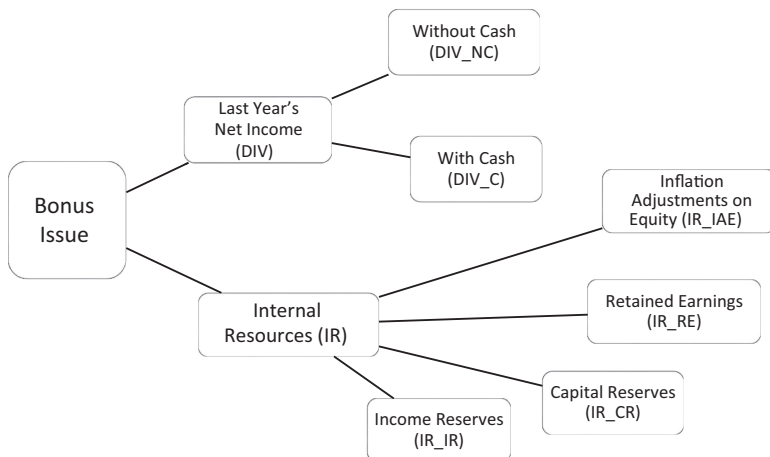 Without Cash
(DIV_NC)
Last Year's
Net Income
(DIV)
With Cash
(DIV_C)
Bonus
Issue
Inflation
Adjustments on
Equity (IR_IAE)
Internal
Resources (IR)
Retained Earnings
(IR_RE)
Capital Reserves
(IR_CR)
Income Reserves
(IR_IR)